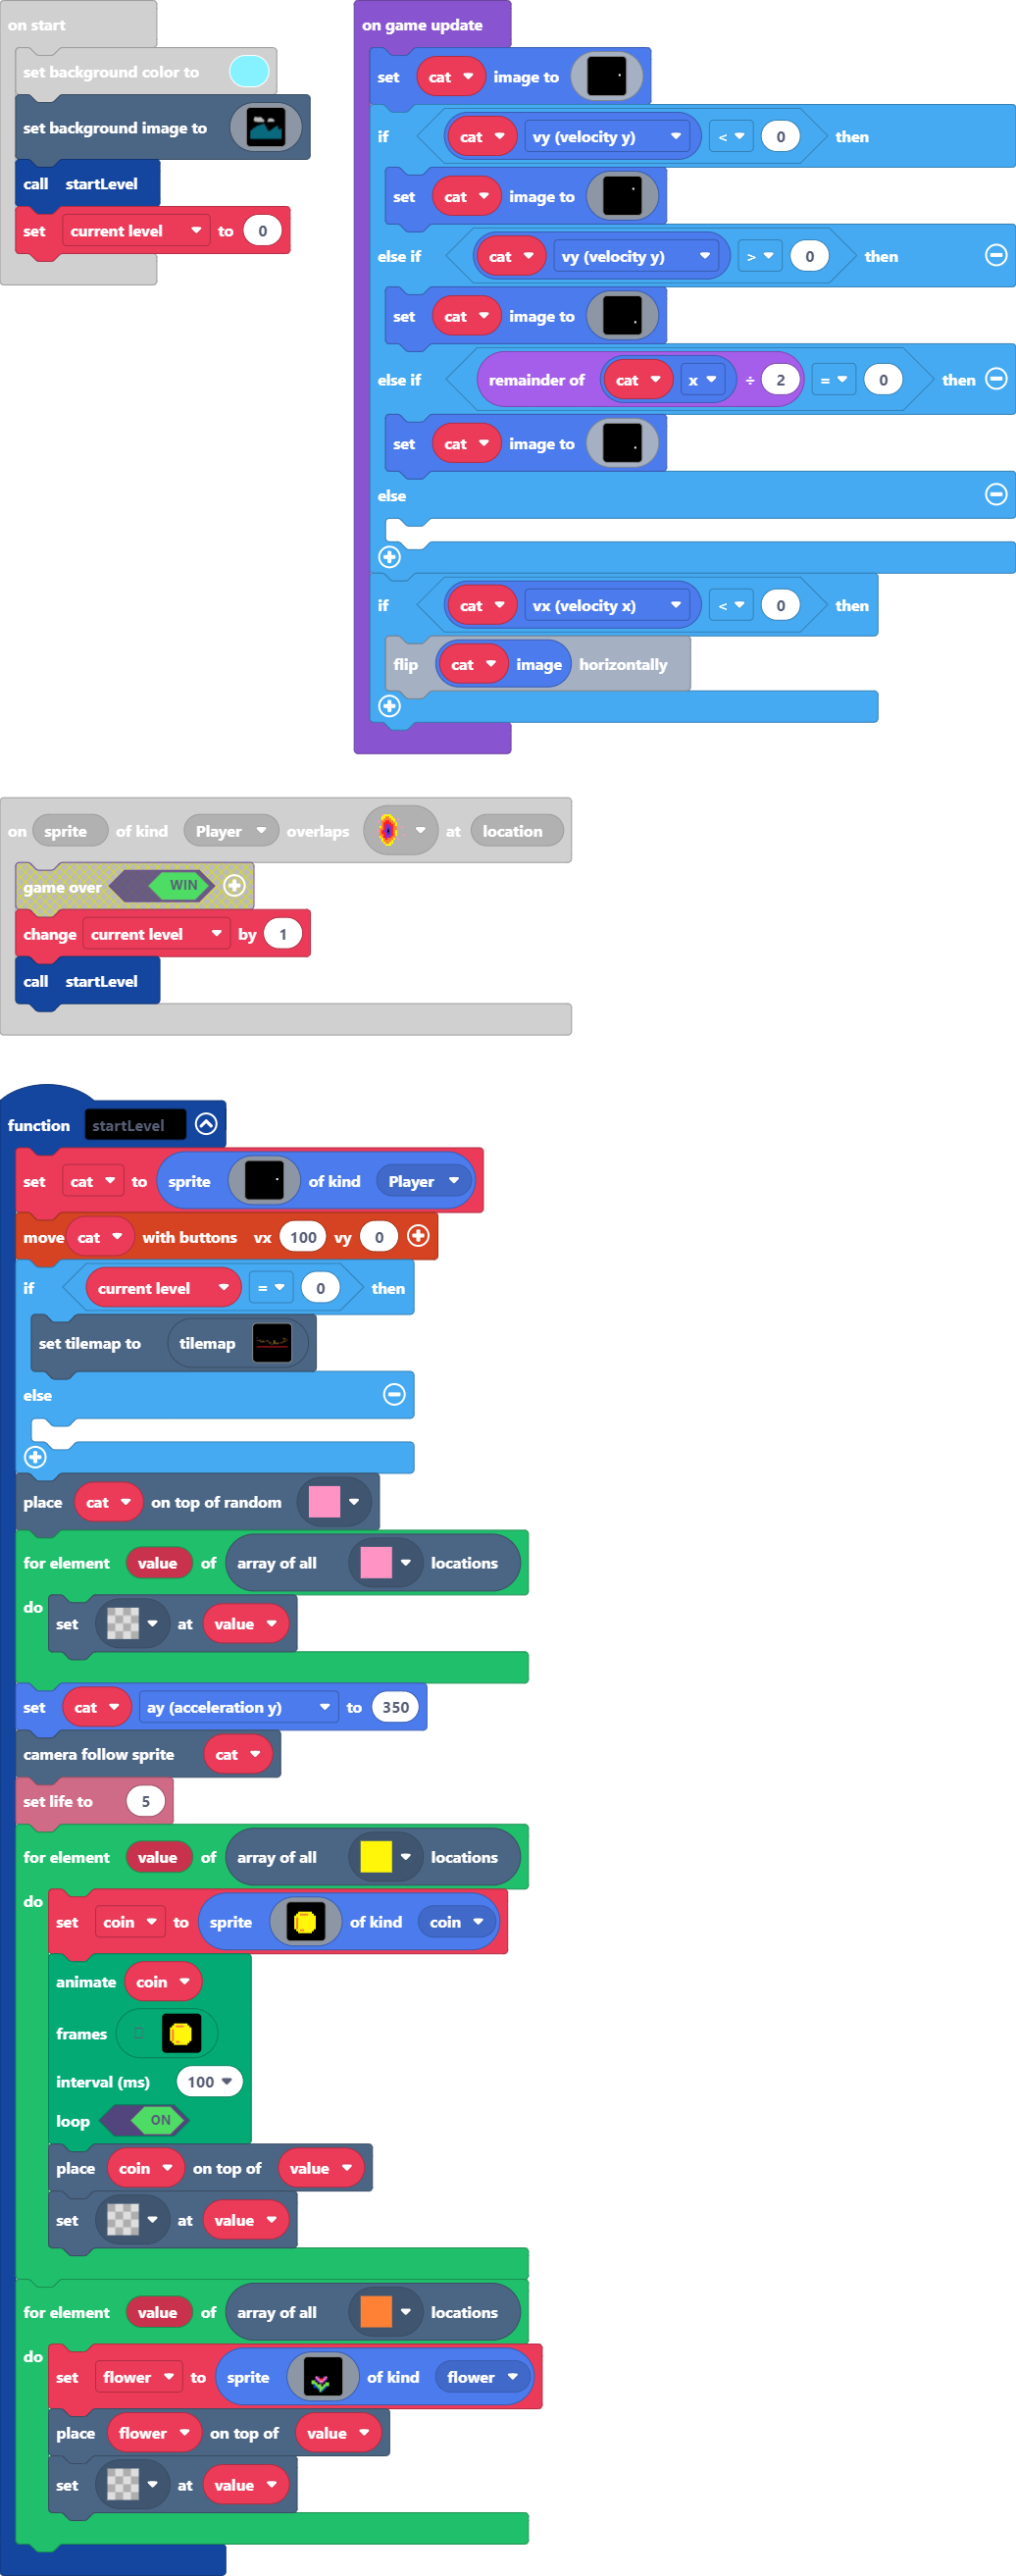 on start
set background color to
set background image to
call startLevel
set current level to 0
on game update
set cat image to
if cat vy (velocity y) < 0 then
set cat image to
else if cat vy (velocity y) > 0 then
set cat image to
else if remainder of cat x ÷ 2 = 0 then
set cat image to
else
if cat vx (velocity x) < 0 then
flip cat image horizontally
on sprite of kind Player overlaps at location
game over WIN
change current level by 1
call startLevel
function startLevel
set cat to sprite of kind Player
move cat with buttons vx 100 vy 0
if current level = 0 then
set tilemap to tilemap
else
place cat on top of random
for element value of array of all locations
do set at value
set cat ay (acceleration y) to 350
camera follow sprite cat
set life to 5
for element value of array of all locations
do
set coin to sprite of kind coin
animate coin
frames
interval (ms) 100
loop ON
place coin on top of value
set at value
for element value of array of all locations
do
set flower to sprite of kind flower
place flower on top of value
set at value